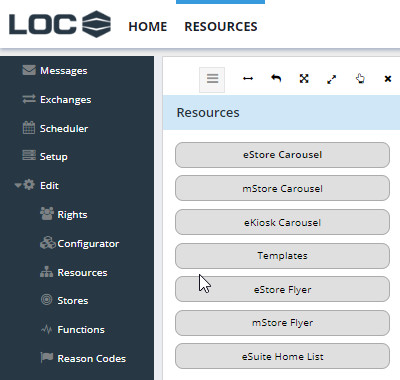 LOC HOME RESOURCES
Messages
Exchanges
Scheduler
Setup
Edit
Rights
Configurator
Resources
Stores
Functions
Reason Codes
Resources
eStore Carousel
mStore Carousel
eKiosk Carousel
Templates
eStore Flyer
mStore Flyer
eSuite Home List